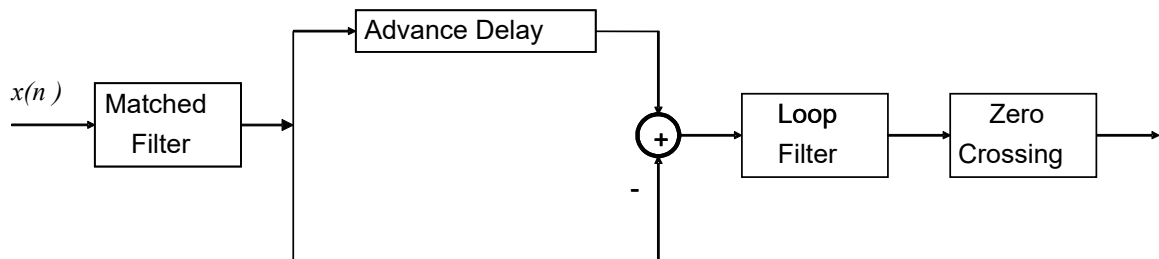 Advance Delay
x(n )
Matched
Filter
+
-
Loop
Filter
Zero
Crossing